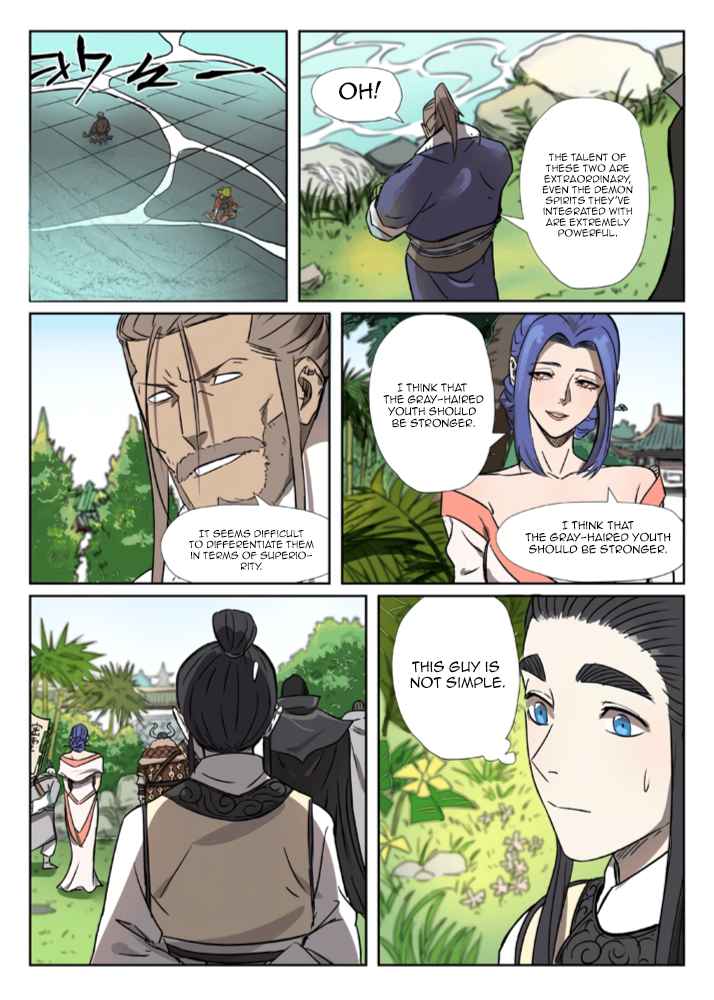 OH!
THE TALENT OF
THESE TWO ARE
EXTRAORDINARY,
EVEN THE DEMON
SPIRITS THEY'VE
INTEGRATED WITH
ARE EXTREMELY
POWERFUL.
IT SEEMS DIFFICULT
TO DIFFERENTIATE THEM
IN TERMS OF SUPERIO-
RITY.
I THINK THAT
THE GRAY-HAIRED
YOUTH SHOULD
BE STRONGER.
I THINK THAT
THE GRAY-HAIRED YOUTH
SHOULD BE STRONGER.
THIS GUY IS
NOT SIMPLE.